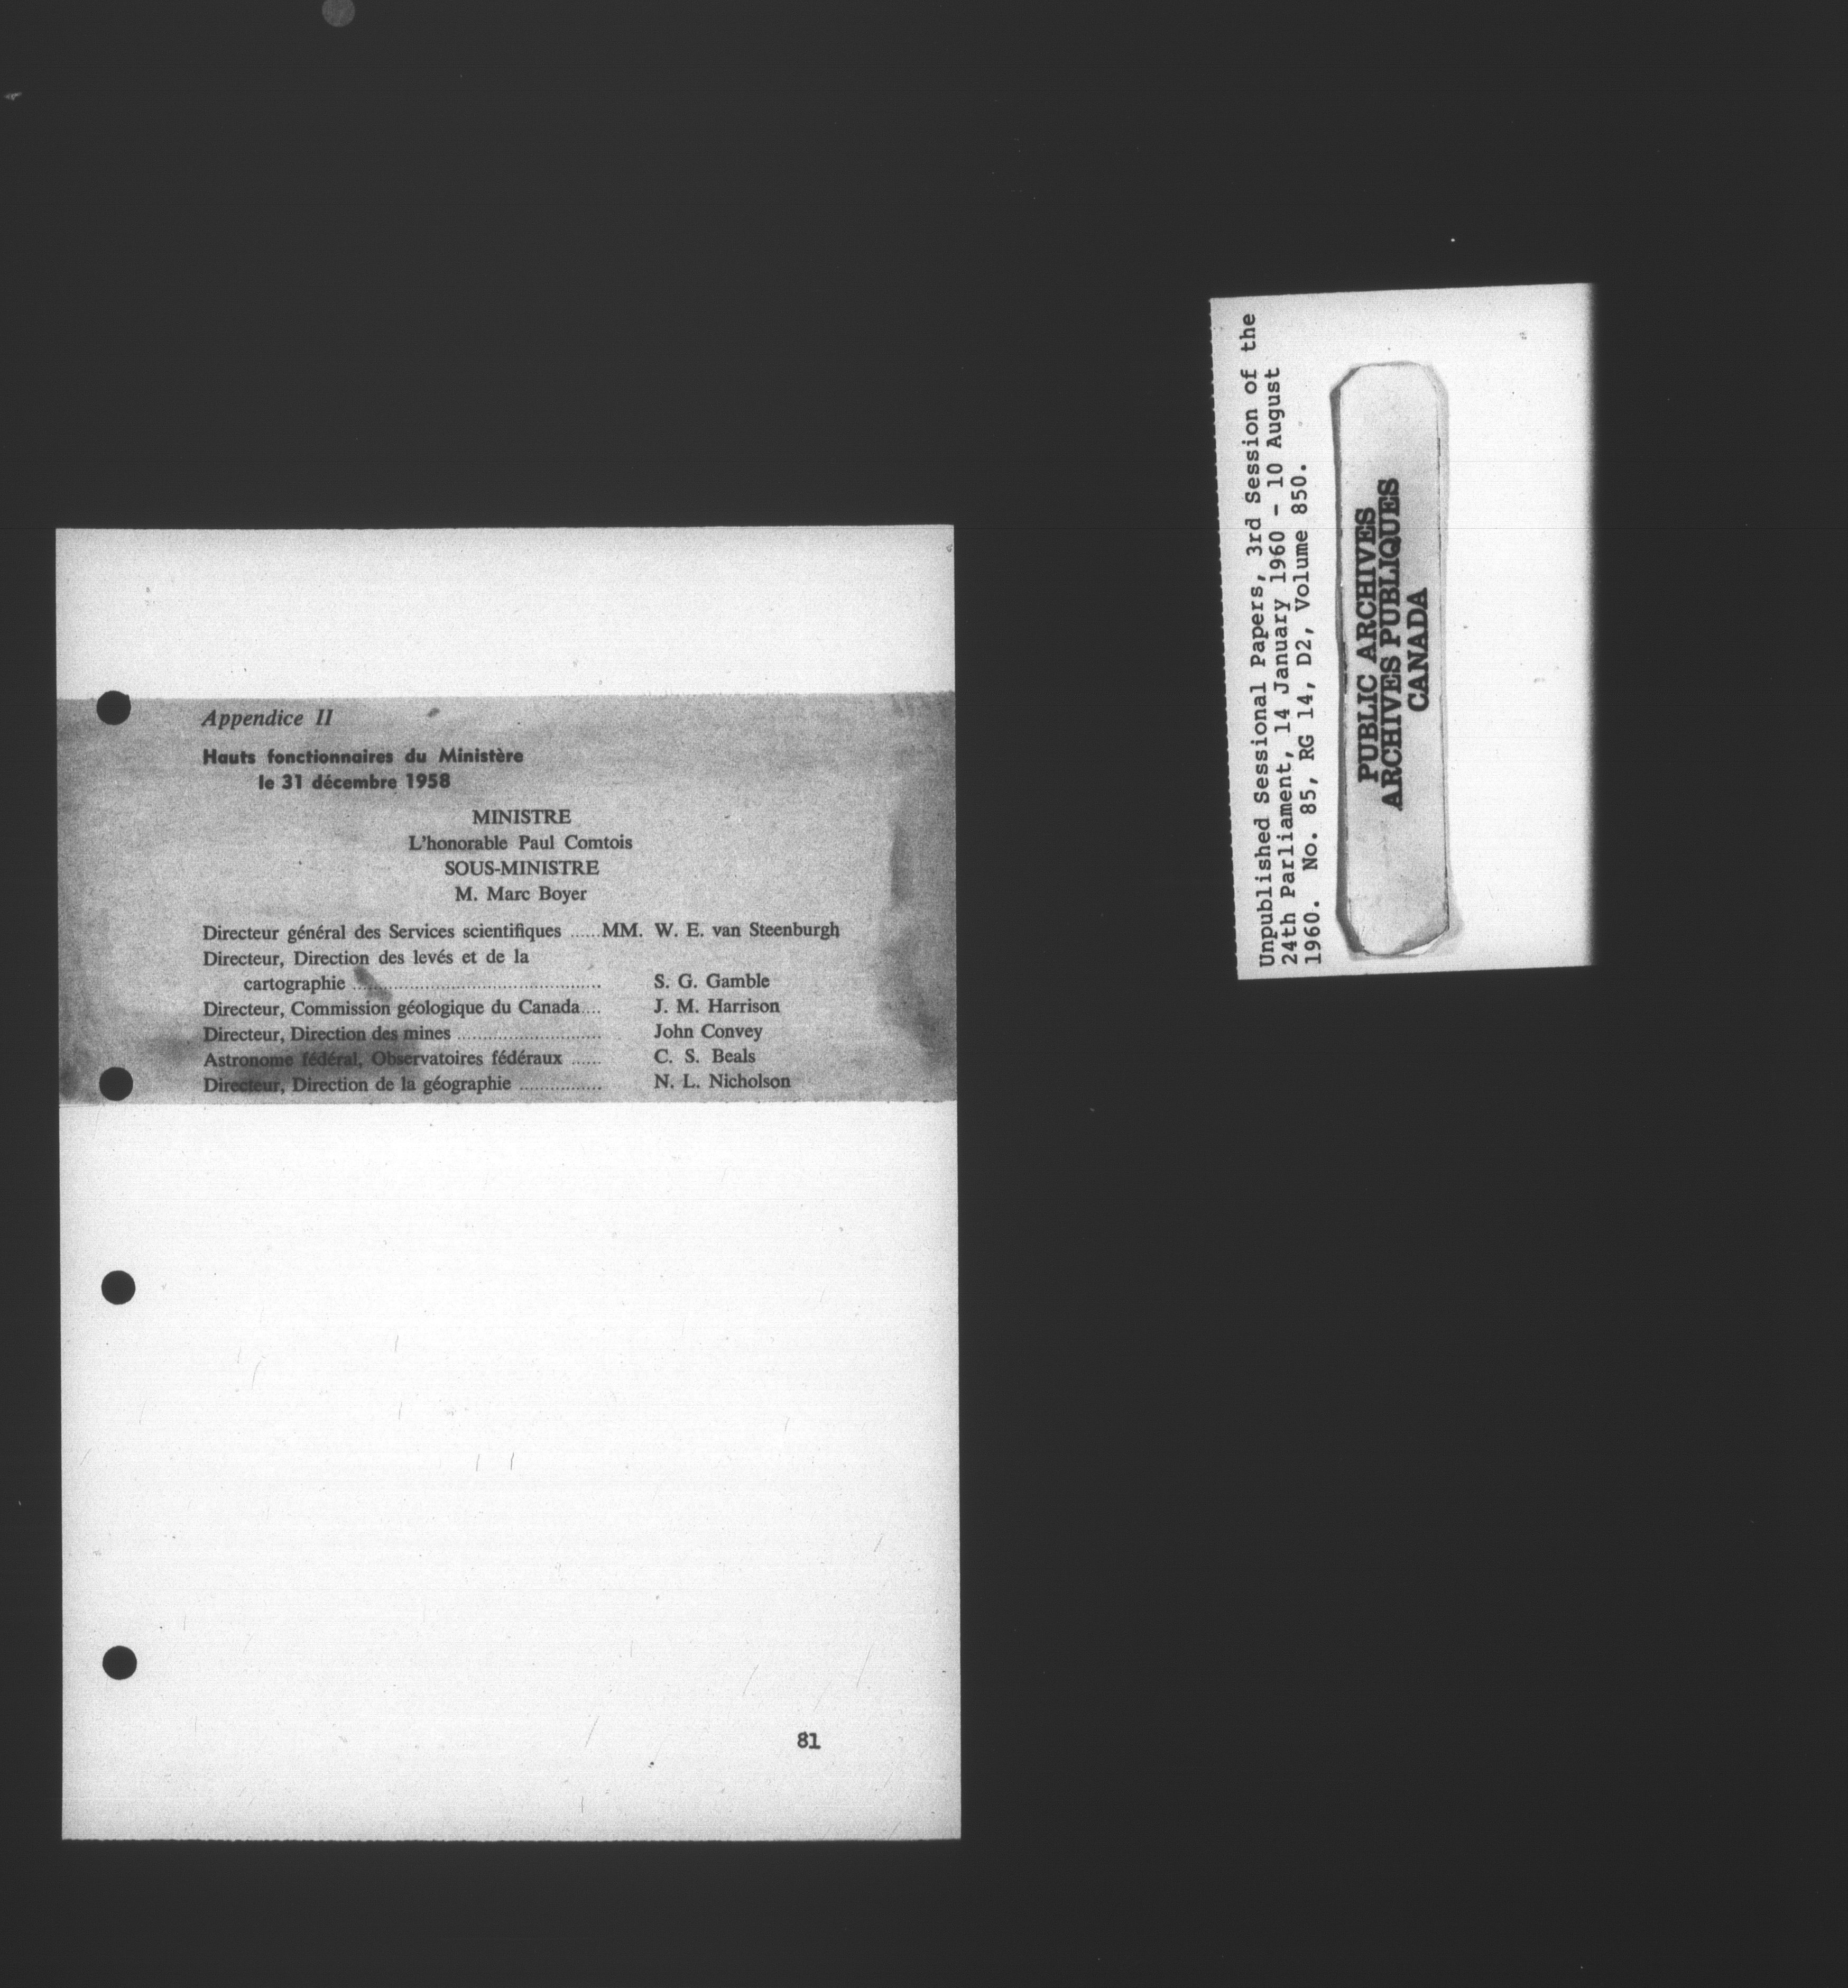 Appendice II
Hauts fonctionnaires du Ministère
le 31 décembre 1958
MINISTRE
L'honorable Paul Comtois
SOUS-MINISTRE
M. Marc Boyer
Directeur général des Services scientifiques ......MM. W. E. van Steenburgh
Directeur, Direction des levés et de la
cartographie .................................................. S. G. Gamble
Directeur, Commission géologique du Canada.... J. M. Harrison
Directeur, Direction des mines ............................ John Convey
Astronome fédéral, Observatoires fédéraux ...... C. S. Beals
Directeur, Direction de la géographie ................ N. L. Nicholson
81
Unpublished Sessional Papers, 3rd Session of the
24th Parliament, 14 January 1960 - 10 August
1960. No. 85, RG 14, D2, Volume 850.
PUBLIC ARCHIVES
ARCHIVES PUBLIQUES
CANADA